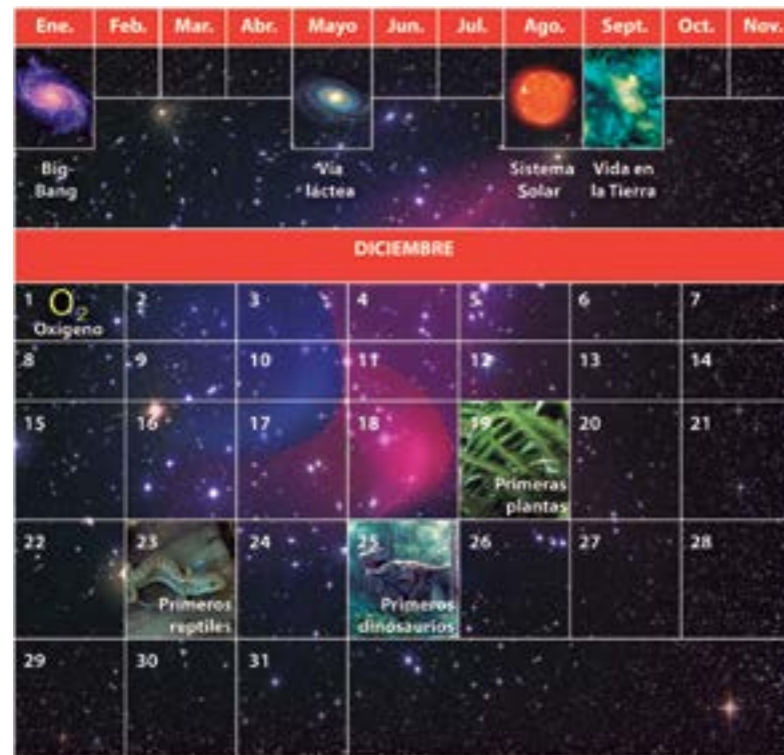 Ene. Feb. Mar. Abr. Mayo Jun. Jul. Ago. Sept. Oct. Nov.
Big-
Bang
Vía
láctea
Sistema
Solar
Vida en
la Tierra
DICIEMBRE
1 O2 2 3 4 5 6 7
Oxígeno
8 9 10 11 12 13 14
15 16 17 18 19 20 21
Primeras
plantas
22 23 24 25 26 27 28
Primeros
reptiles
Primeros
dinosaurios
29 30 31